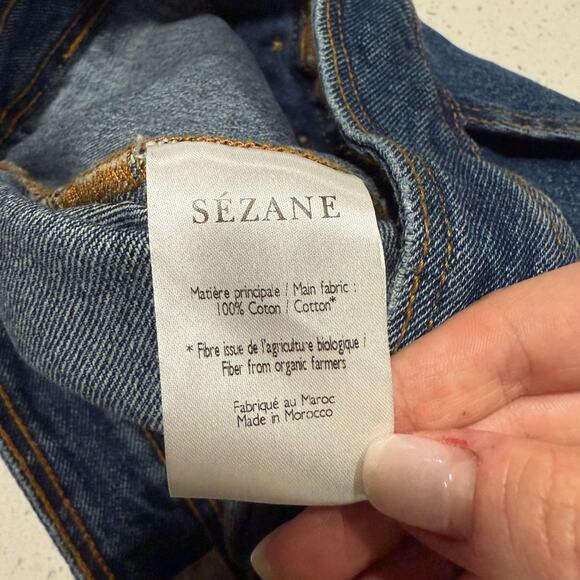 SÉZANE
Matière principale / Main fabric :
100% Coton / Cotton*
* Fibre issue de l'agriculture biologique /
Fiber from organic farmers
Fabriqué au Maroc
Made in Morocco